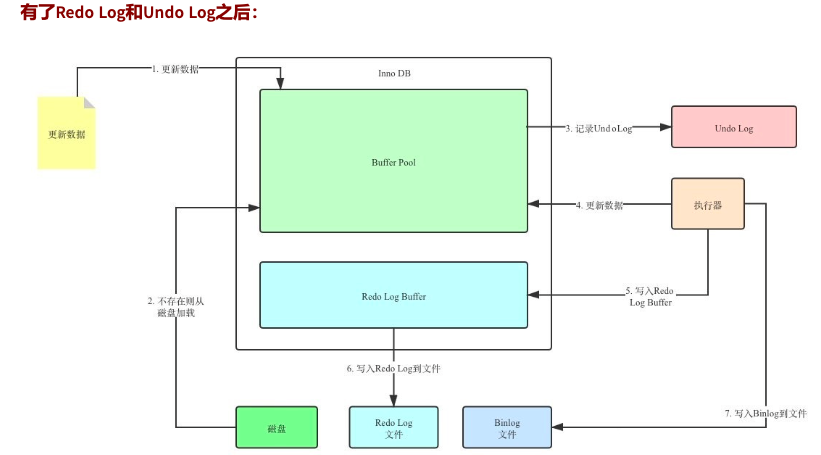 有了Redo Log和Undo Log之后：
1. 更新数据
Inno DB
更新数据
Buffer Pool
3. 记录UndoLog
Undo Log
4. 更新数据
执行器
2. 不存在则从
磁盘加载
Redo Log Buffer
5. 写入Redo
Log Buffer
6. 写入Redo Log到文件
7. 写入Binlog到文件
磁盘
Redo Log
文件
Binlog
文件